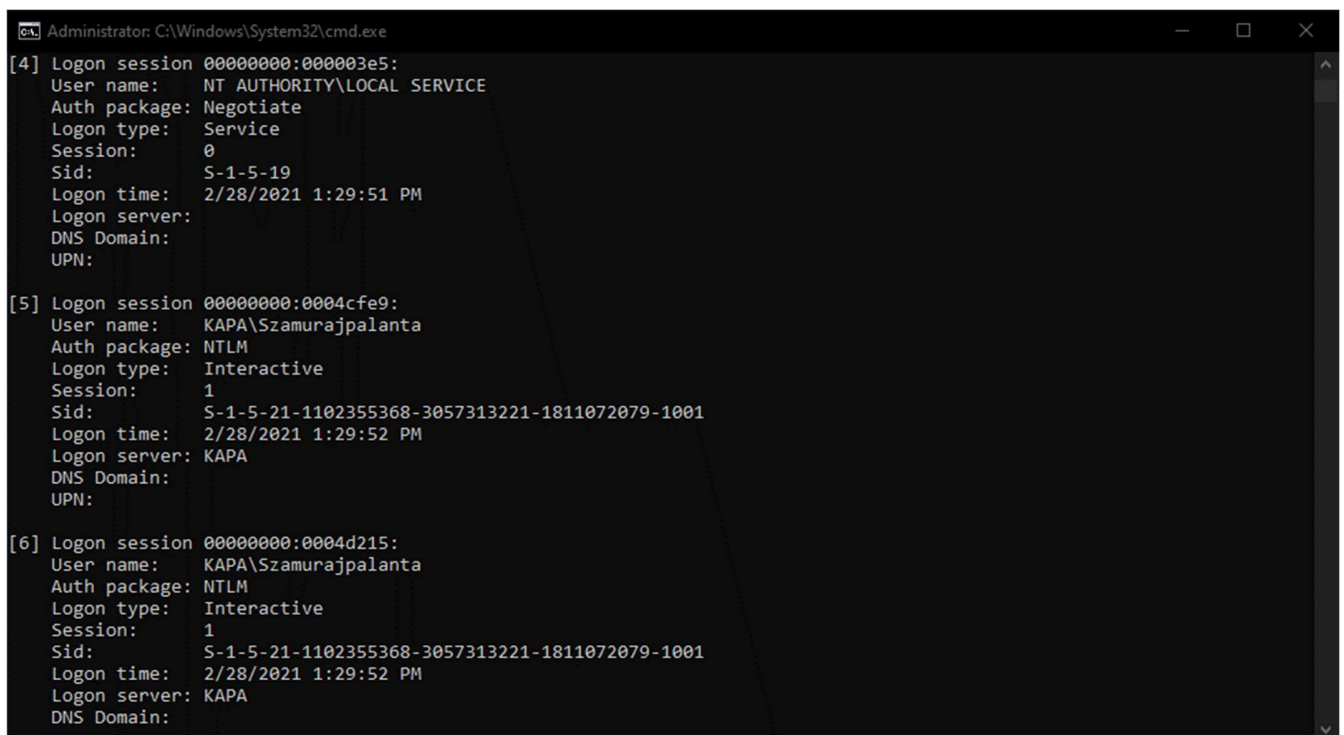 Administrator: C:\Windows\System32\cmd.exe
[4] Logon session 00000000:000003e5:
User name: NT AUTHORITY\LOCAL SERVICE
Auth package: Negotiate
Logon type: Service
Session: 0
Sid: S-1-5-19
Logon time: 2/28/2021 1:29:51 PM
Logon server:
DNS Domain:
UPN:
[5] Logon session 00000000:0004cfe9:
User name: KAPA\Szamurajpalanta
Auth package: NTLM
Logon type: Interactive
Session: 1
Sid: S-1-5-21-1102355368-3057313221-1811072079-1001
Logon time: 2/28/2021 1:29:52 PM
Logon server: KAPA
DNS Domain:
UPN:
[6] Logon session 00000000:0004d215:
User name: KAPA\Szamurajpalanta
Auth package: NTLM
Logon type: Interactive
Session: 1
Sid: S-1-5-21-1102355368-3057313221-1811072079-1001
Logon time: 2/28/2021 1:29:52 PM
Logon server: KAPA
DNS Domain: